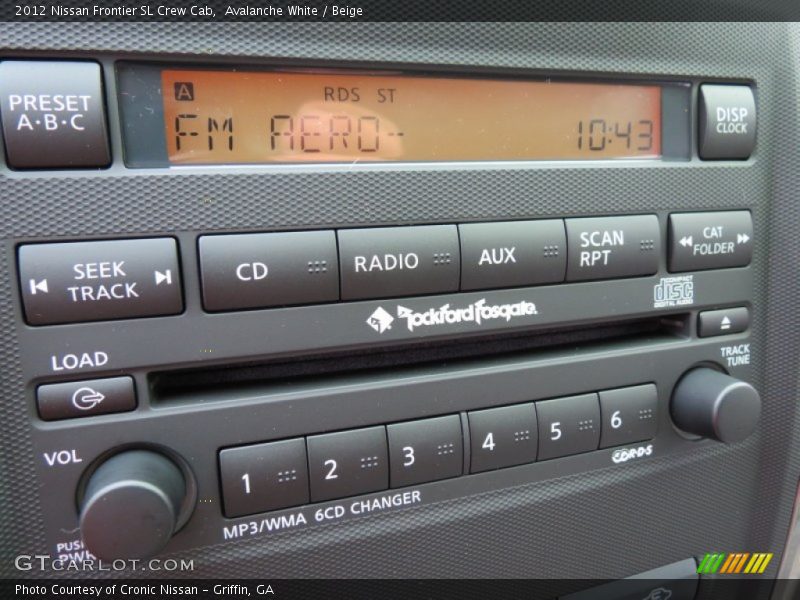 2012 Nissan Frontier SL Crew Cab, Avalanche White / Beige
PRESET
A·B·C
A
RDS ST
FM AERO-
10:43
DISP
CLOCK
SEEK
TRACK
CD
RADIO
AUX
SCAN
RPT
CAT
FOLDER
Rockford Fosgate
COMPACT
disc
DIGITAL AUDIO
LOAD
TRACK
TUNE
VOL
1
2
3
4
5
6
R·D·S
MP3/WMA 6CD CHANGER
PUSH
PWR
GTCARLOT.COM
Photo Courtesy of Cronic Nissan - Griffin, GA